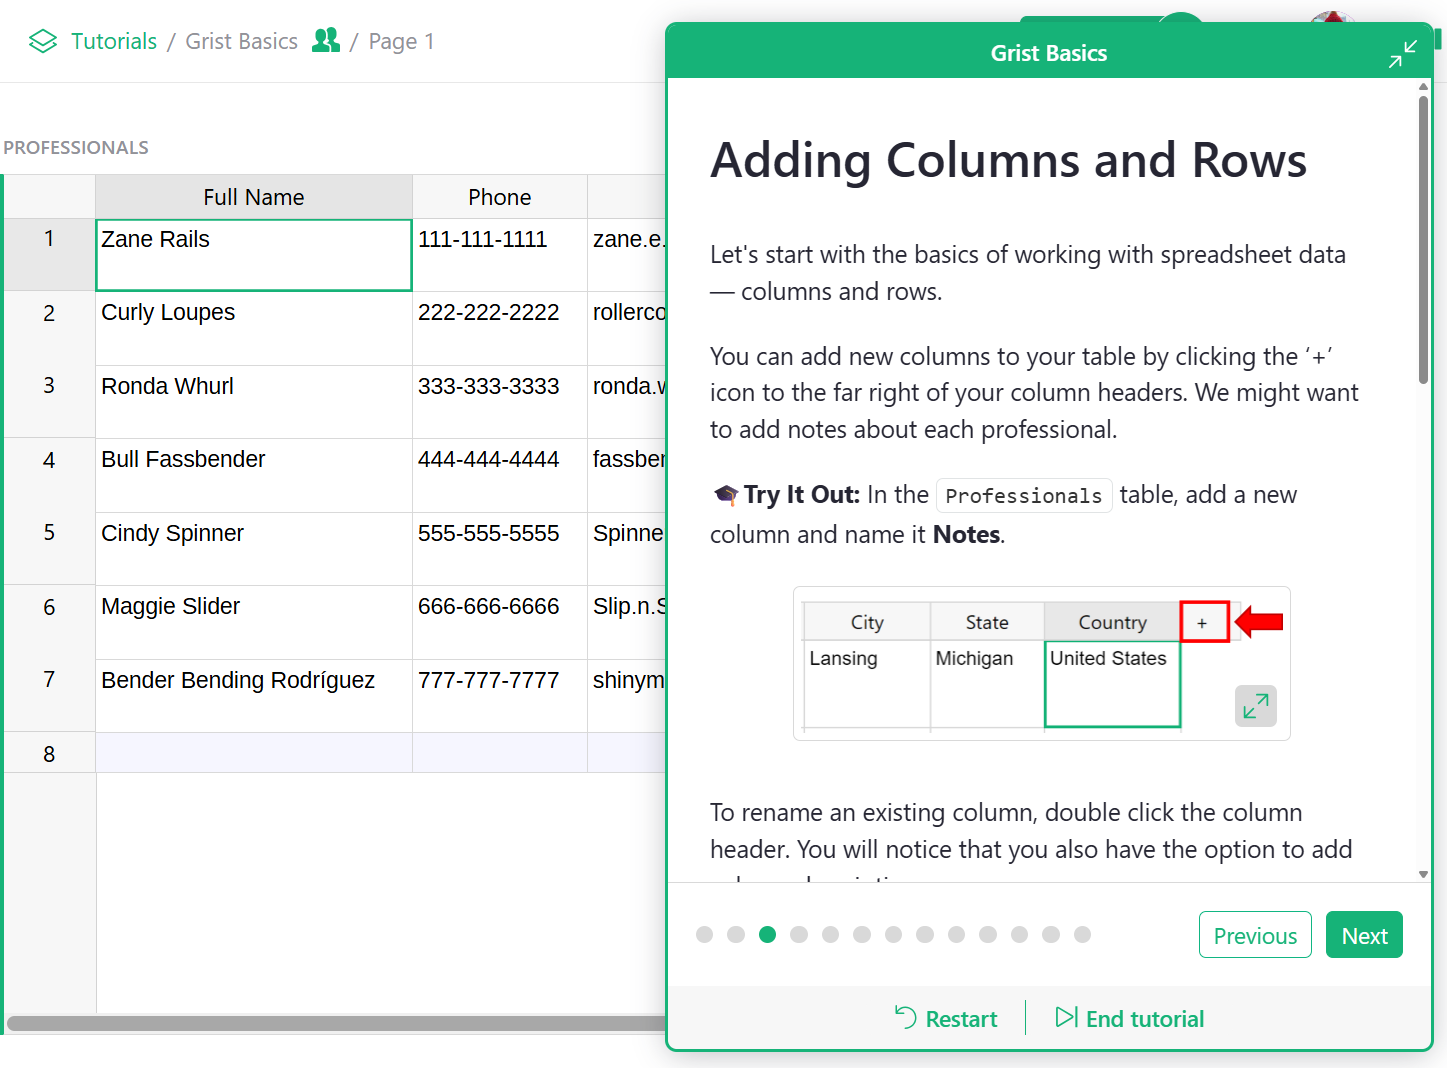 Tutorials / Grist Basics / Page 1
PROFESSIONALS
Full Name Phone
1 Zane Rails 111-111-1111 zane.e.
2 Curly Loupes 222-222-2222 rollerco
3 Ronda Whurl 333-333-3333 ronda.w
4 Bull Fassbender 444-444-4444 fassber
5 Cindy Spinner 555-555-5555 Spinne
6 Maggie Slider 666-666-6666 Slip.n.S
7 Bender Bending Rodríguez 777-777-7777 shinym
8
Grist Basics
Adding Columns and Rows
Let's start with the basics of working with spreadsheet data
— columns and rows.
You can add new columns to your table by clicking the ‘+’
icon to the far right of your column headers. We might want
to add notes about each professional.
🎓Try It Out: In the Professionals table, add a new
column and name it Notes.
City State Country +
Lansing Michigan United States
To rename an existing column, double click the column
header. You will notice that you also have the option to add
Previous Next
Restart End tutorial